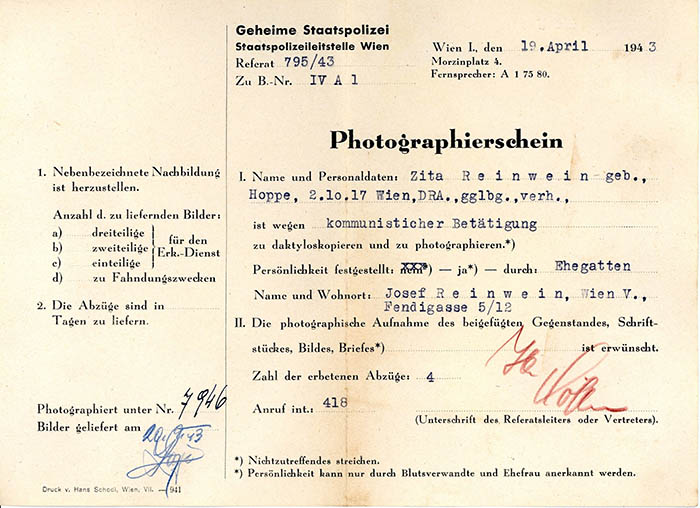 Geheime Staatspolizei
Staatspolizeileitstelle Wien
Referat 795/43
Zu B.-Nr. IV A 1
Wien I., den 19. April 1943
Morzinplatz 4.
Fernsprecher: A 1 75 80.
Photographierschein
1. Nebenbezeichnete Nachbildung
ist herzustellen.
Anzahl d. zu liefernden Bilder:
a) dreiteilige
b) zweiteilige
c) einteilige
für den
Erk.-Dienst
d) zu Fahndungszwecken
2. Die Abzüge sind in
Tagen zu liefern.
Photographiert unter Nr. 7946
Bilder geliefert am
I. Name und Personaldaten: Zita Reinwein geb.,
Hoppe, 2.10.17 Wien,DRA.,gglbg.,verh.,
ist wegen kommunisticher Betätigung
zu daktyloskopieren und zu photographieren.*)
Persönlichkeit festgestellt: nein*) — ja*) — durch: Ehegatten
Name und Wohnort: Josef Reinwein, Wien V.,
Fendigasse 5/12
II. Die photographische Aufnahme des beigefügten Gegenstandes, Schrift-
stückes, Bildes, Briefes*) ist erwünscht.
Zahl der erbetenen Abzüge: 4
Anruf int.: 418
(Unterschrift des Referatsleiters oder Vertreters).
*) Nichtzutreffendes streichen.
*) Persönlichkeit kann nur durch Blutsverwandte und Ehefrau anerkannt werden.
Druck v. Hans Schodl, Wien, VII. — 941